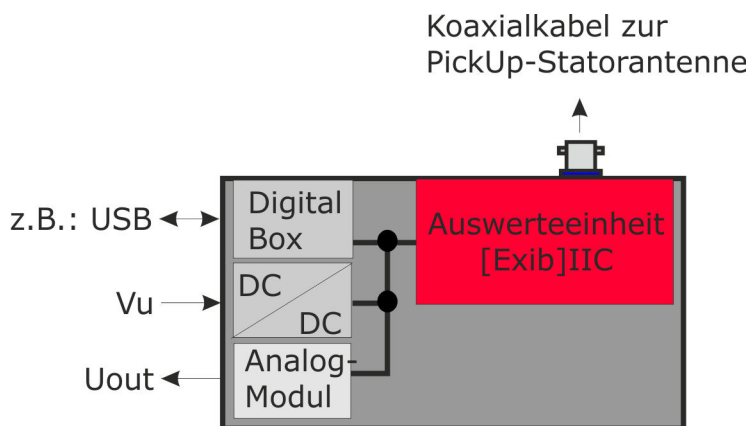 Koaxialkabel zur
PickUp-Statorantenne
z.B.: USB
Digital
Box
Auswerteeinheit
[Exib]IIC
Vu
DC
DC
Uout
Analog-
Modul